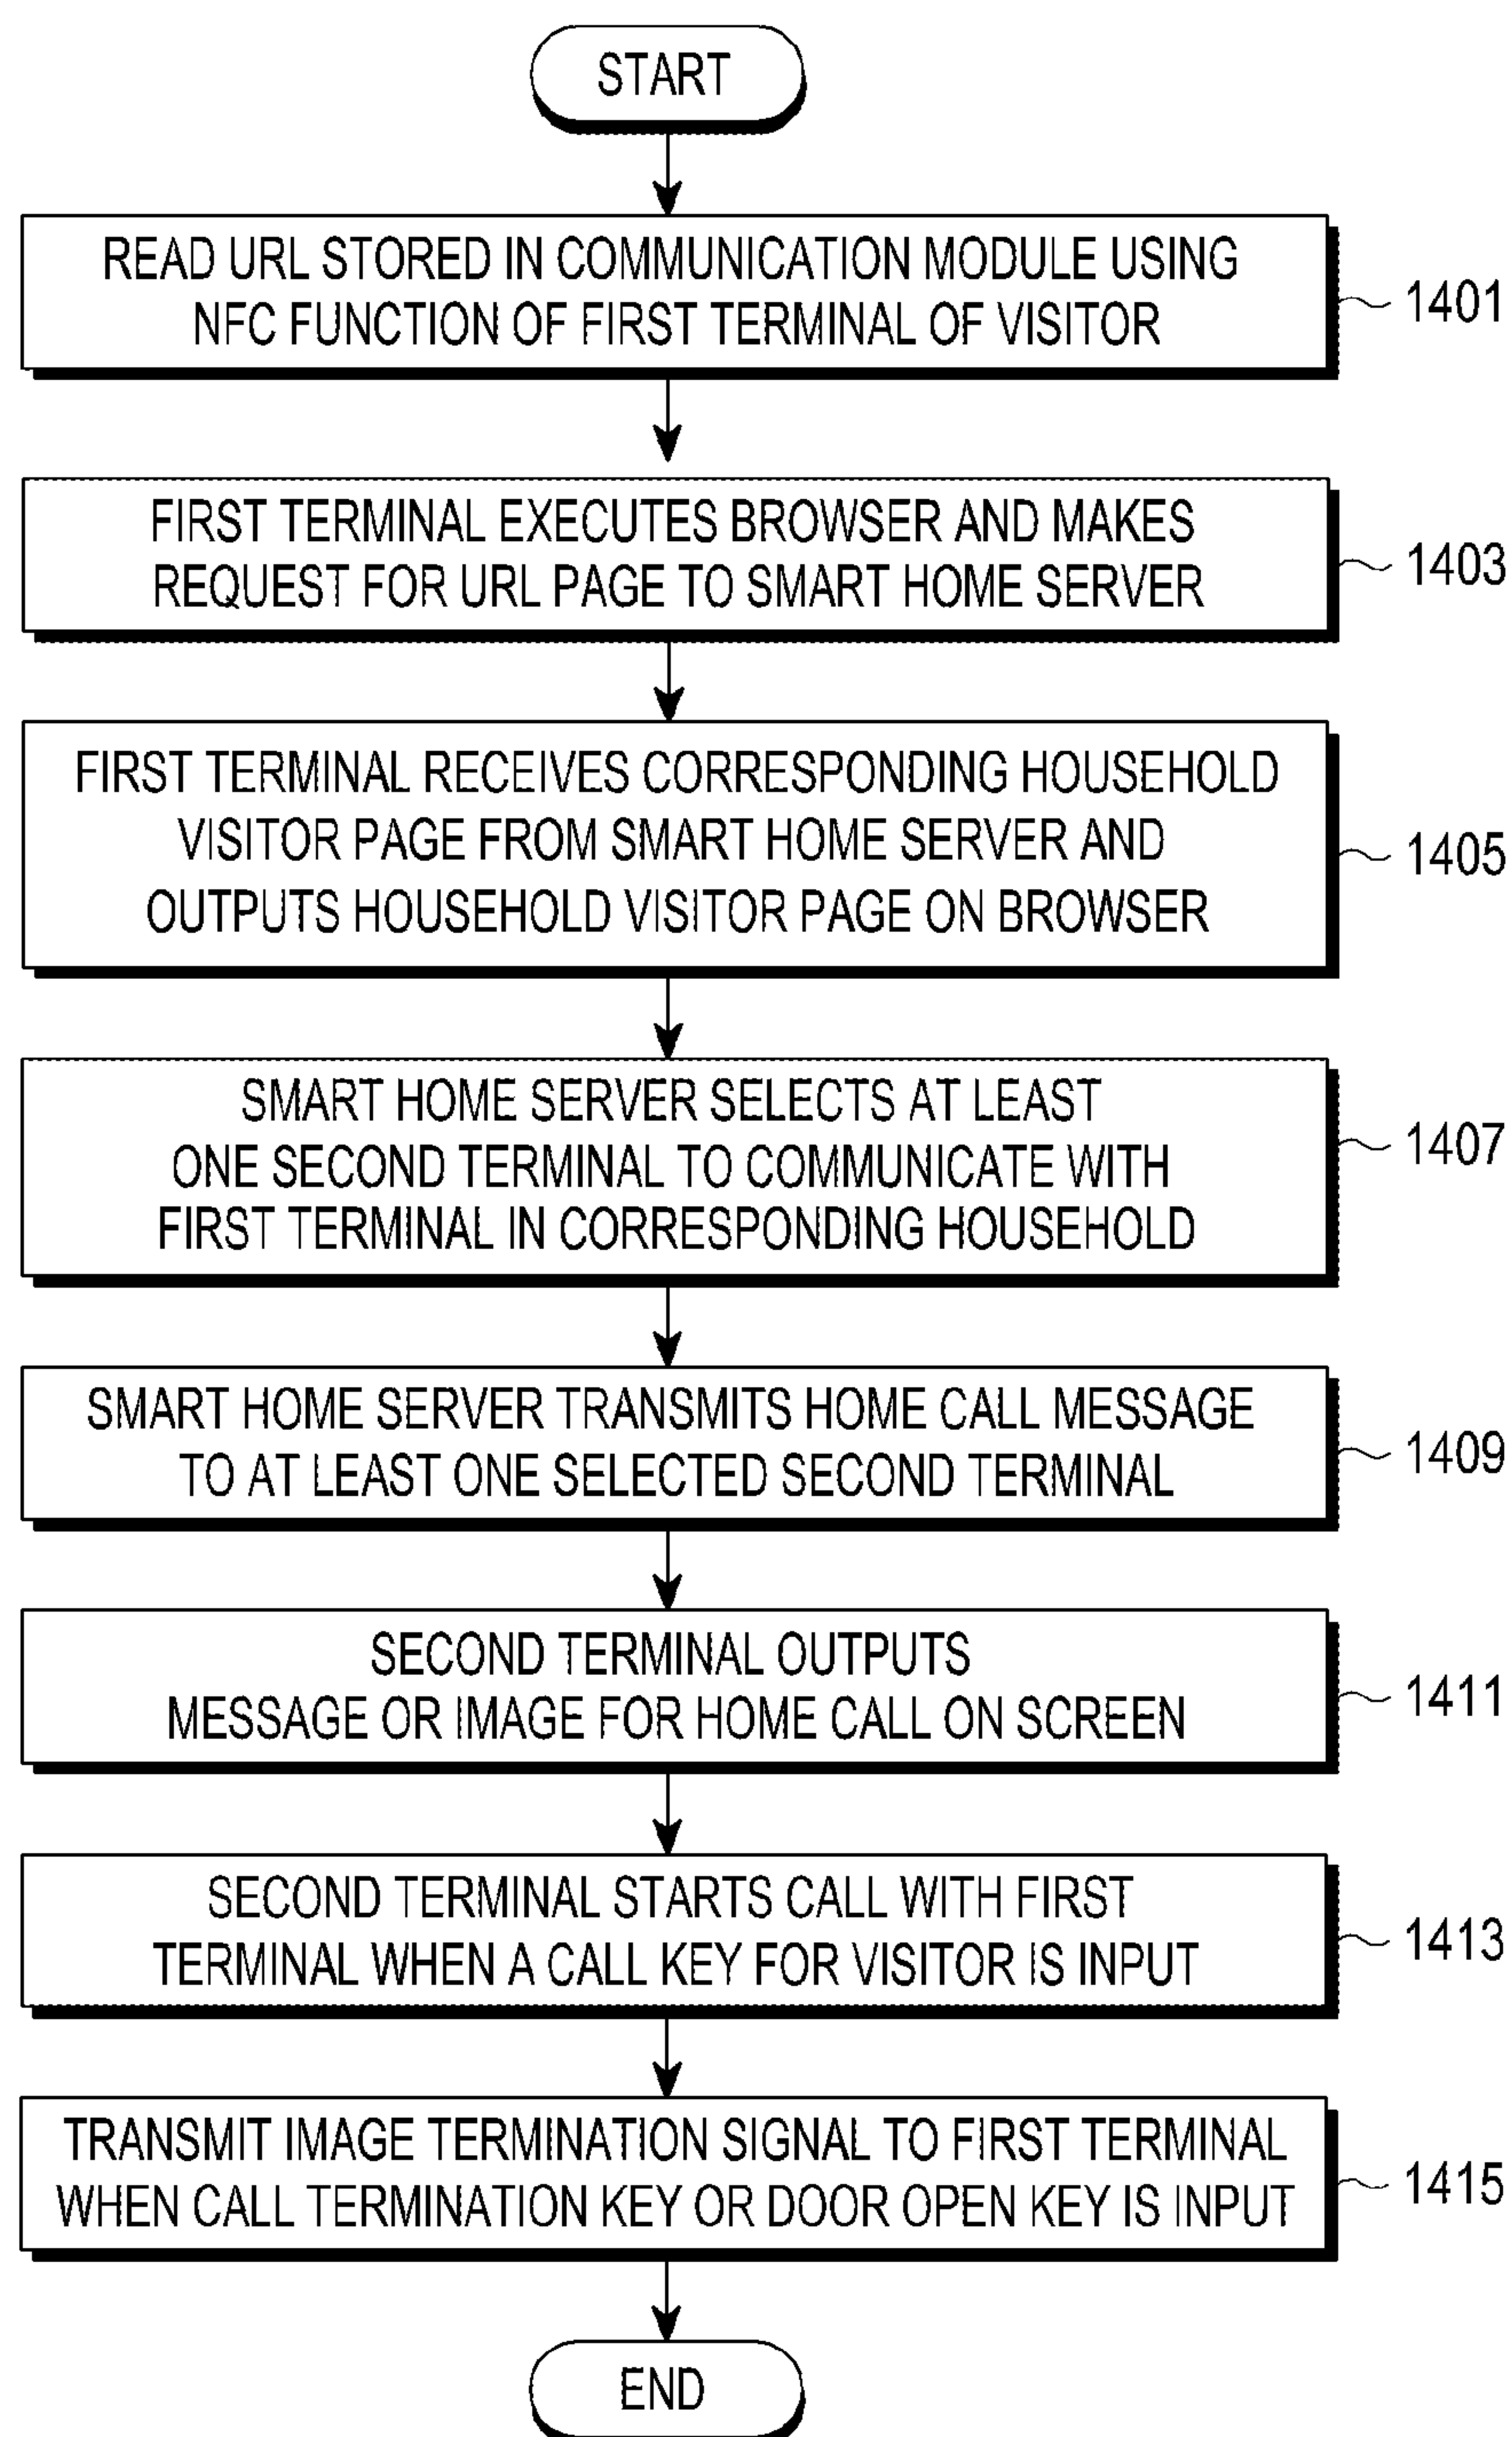 START
READ URL STORED IN COMMUNICATION MODULE USING
NFC FUNCTION OF FIRST TERMINAL OF VISITOR
1401
FIRST TERMINAL EXECUTES BROWSER AND MAKES
REQUEST FOR URL PAGE TO SMART HOME SERVER
1403
FIRST TERMINAL RECEIVES CORRESPONDING HOUSEHOLD
VISITOR PAGE FROM SMART HOME SERVER AND
OUTPUTS HOUSEHOLD VISITOR PAGE ON BROWSER
1405
SMART HOME SERVER SELECTS AT LEAST
ONE SECOND TERMINAL TO COMMUNICATE WITH
FIRST TERMINAL IN CORRESPONDING HOUSEHOLD
1407
SMART HOME SERVER TRANSMITS HOME CALL MESSAGE
TO AT LEAST ONE SELECTED SECOND TERMINAL
1409
SECOND TERMINAL OUTPUTS
MESSAGE OR IMAGE FOR HOME CALL ON SCREEN
1411
SECOND TERMINAL STARTS CALL WITH FIRST
TERMINAL WHEN A CALL KEY FOR VISITOR IS INPUT
1413
TRANSMIT IMAGE TERMINATION SIGNAL TO FIRST TERMINAL
WHEN CALL TERMINATION KEY OR DOOR OPEN KEY IS INPUT
1415
END